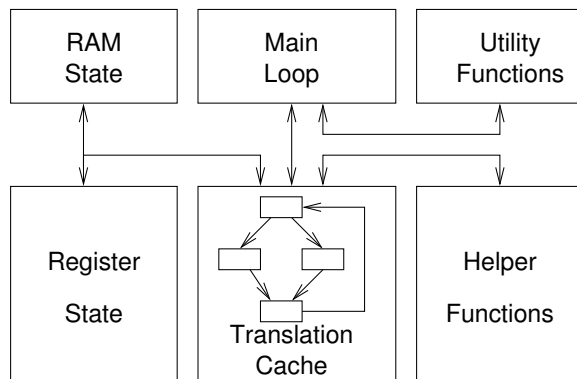 RAM
State
Main
Loop
Utility
Functions
Register
State
Translation
Cache
Helper
Functions